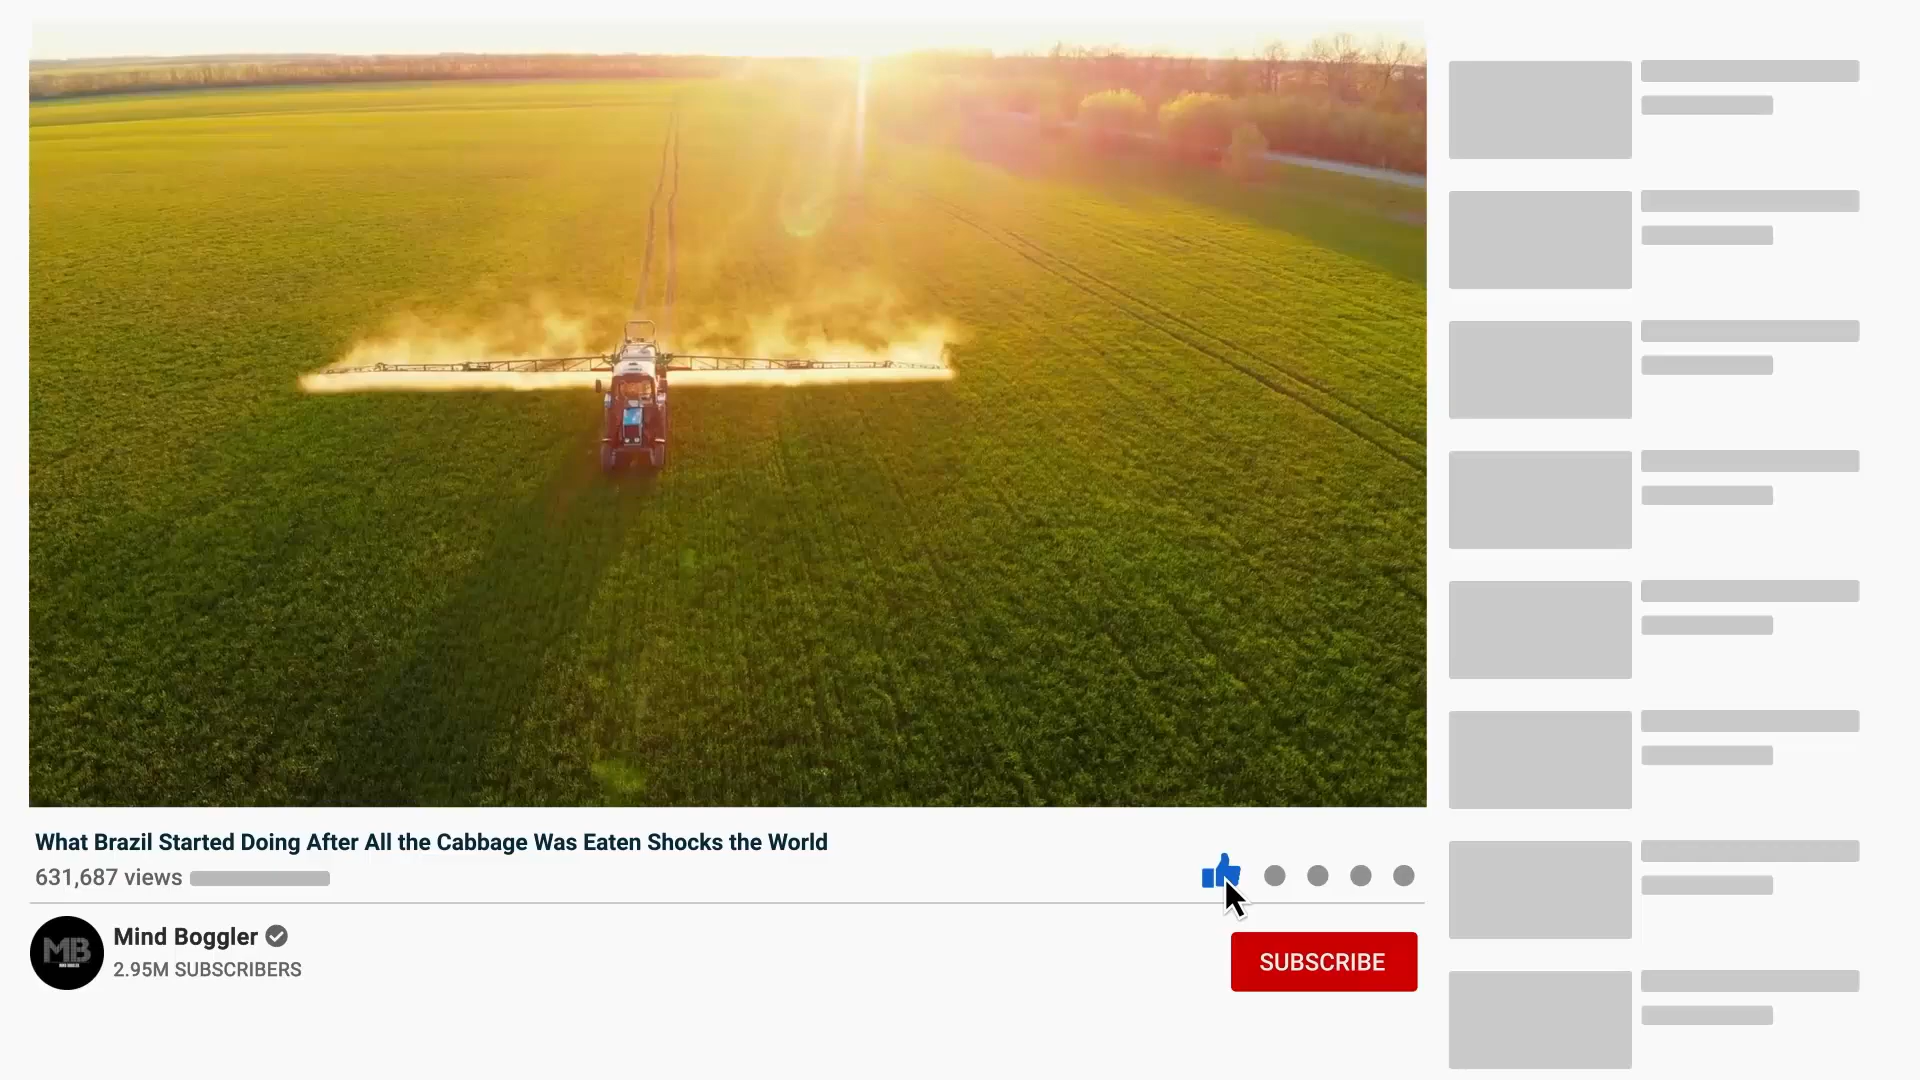 What Brazil Started Doing After All the Cabbage Was Eaten Shocks the World
631,687 views
Mind Boggler
2.95M SUBSCRIBERS
SUBSCRIBE
MB